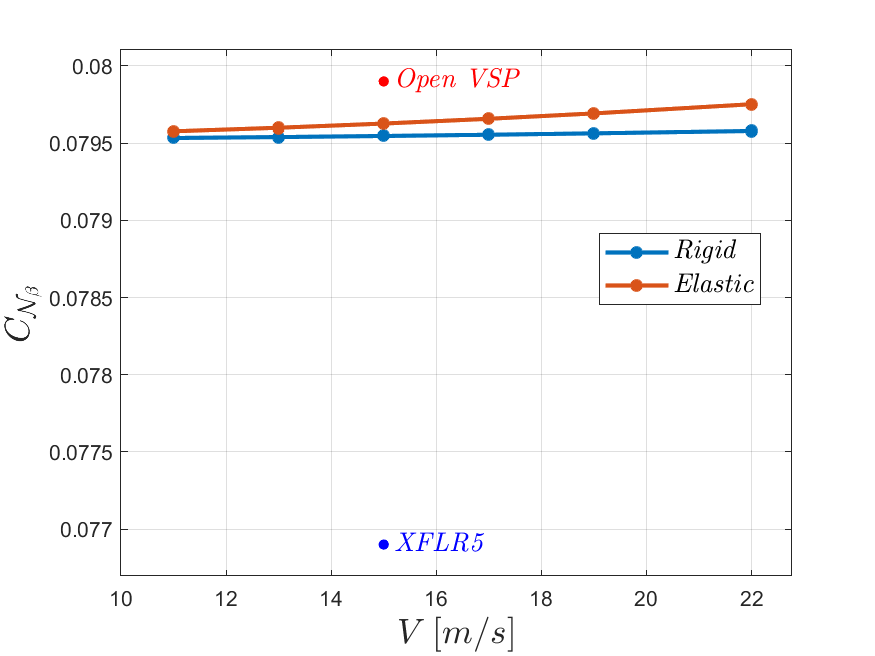 0.08
0.0795
0.079
0.0785
0.078
0.0775
0.077
C_{𝒩_β}
Open VSP
Rigid
Elastic
XFLR5
10 12 14 16 18 20 22
V [m/s]